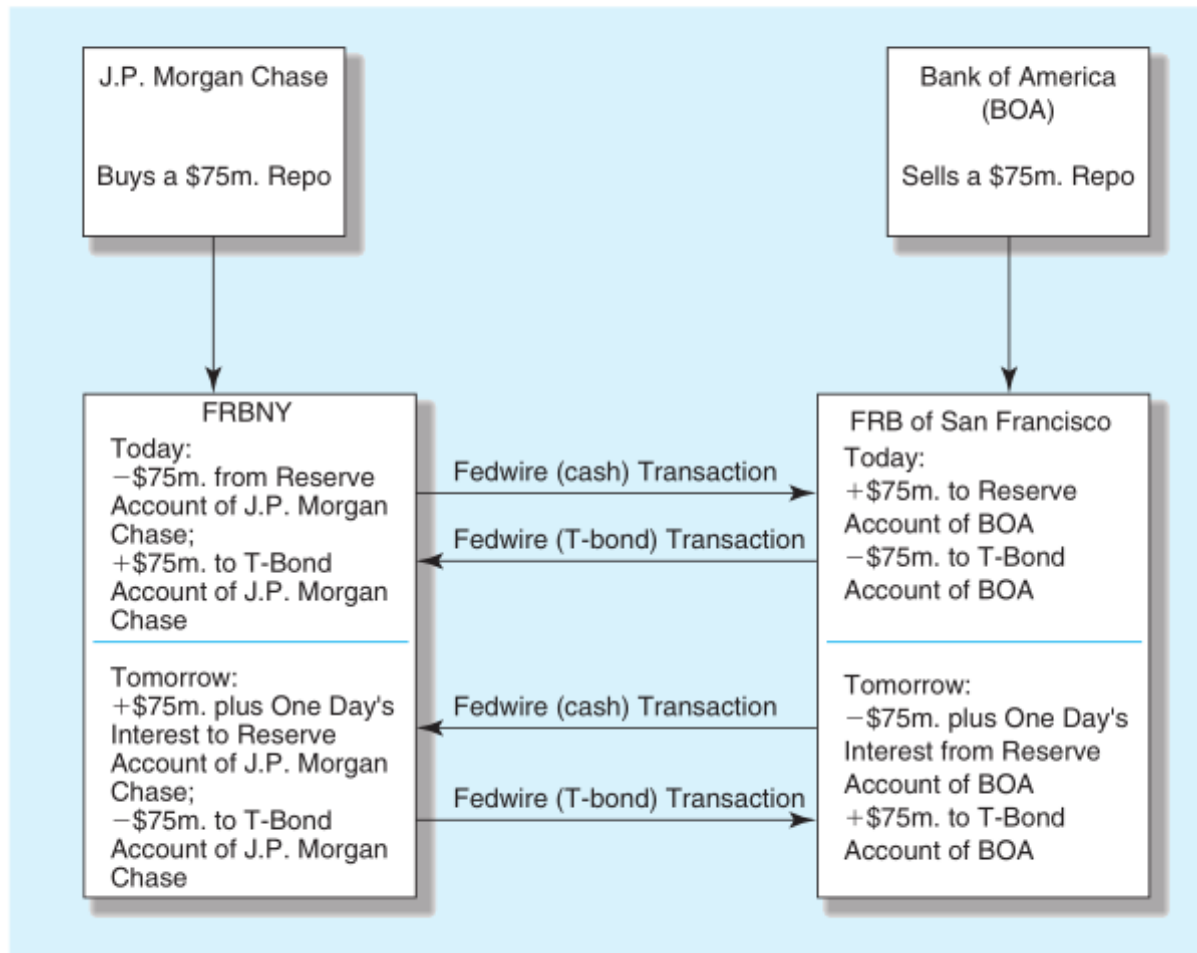 J.P. Morgan Chase
Buys a $75m. Repo
Bank of America
(BOA)
Sells a $75m. Repo
FRBNY
Today:
−$75m. from Reserve
Account of J.P. Morgan
Chase;
+$75m. to T-Bond
Account of J.P. Morgan
Chase
Tomorrow:
+$75m. plus One Day's
Interest to Reserve
Account of J.P. Morgan
Chase;
−$75m. to T-Bond
Account of J.P. Morgan
Chase
Fedwire (cash) Transaction
Fedwire (T-bond) Transaction
Fedwire (cash) Transaction
Fedwire (T-bond) Transaction
FRB of San Francisco
Today:
+$75m. to Reserve
Account of BOA
−$75m. to T-Bond
Account of BOA
Tomorrow:
−$75m. plus One Day's
Interest from Reserve
Account of BOA
+$75m. to T-Bond
Account of BOA